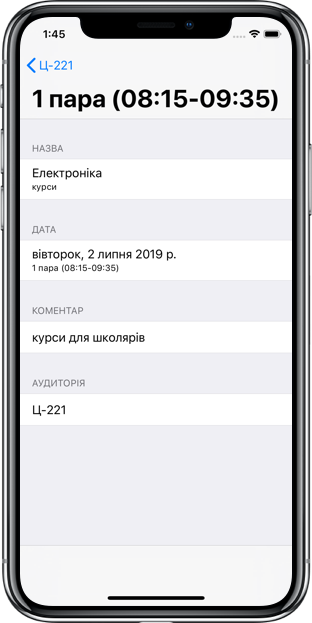 1:45
Ц-221
1 пара (08:15-09:35)
НАЗВА
Електроніка
курси
ДАТА
вівторок, 2 липня 2019 р.
1 пара (08:15-09:35)
КОМЕНТАР
курси для школярів
АУДИТОРІЯ
Ц-221